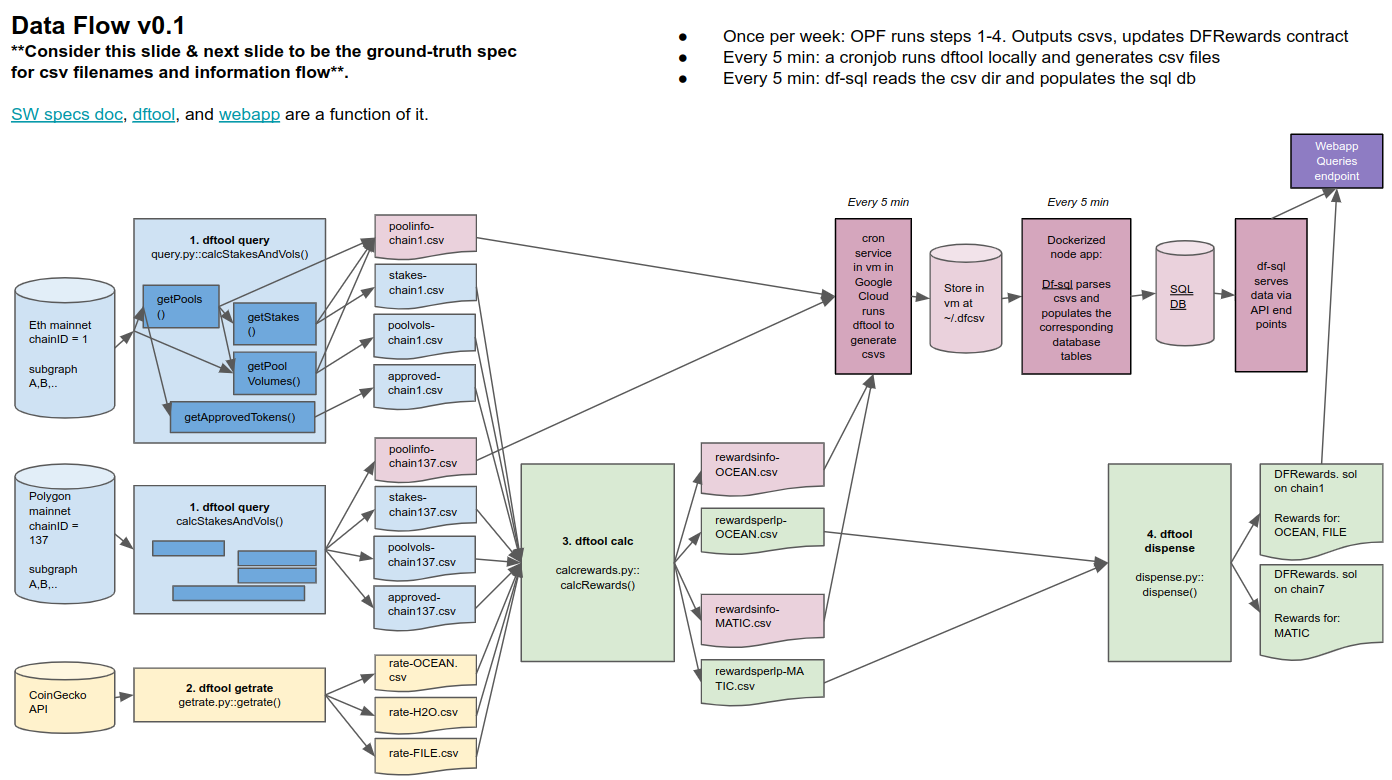 Data Flow v0.1
**Consider this slide & next slide to be the ground-truth spec
for csv filenames and information flow**.
SW specs doc, dftool, and webapp are a function of it.
● Once per week: OPF runs steps 1-4. Outputs csvs, updates DFRewards contract
● Every 5 min: a cronjob runs dftool locally and generates csv files
● Every 5 min: df-sql reads the csv dir and populates the sql db
Webapp
Queries
endpoint
Eth mainnet
chainID = 1
subgraph
A,B,..
1. dftool query
query.py::calcStakesAndVols()
getPools
()
getStakes
()
getPool
Volumes()
getApprovedTokens()
poolinfo-
chain1.csv
stakes-
chain1.csv
poolvols-
chain1.csv
approved-
chain1.csv
Every 5 min
cron
service
in vm in
Google
Cloud
runs
dftool to
generate
csvs
Store in
vm at
~/.dfcsv
Every 5 min
Dockerized
node app:
Df-sql parses
csvs and
populates the
corresponding
database
tables
SQL
DB
df-sql
serves
data via
API end
points
Polygon
mainnet
chainID =
137
subgraph
A,B,..
1. dftool query
calcStakesAndVols()
poolinfo-
chain137.csv
stakes-
chain137.csv
poolvols-
chain137.csv
approved-
chain137.csv
3. dftool calc
calcrewards.py::
calcRewards()
rewardsinfo-
OCEAN.csv
rewardsperlp-
OCEAN.csv
rewardsinfo-
MATIC.csv
rewardsperlp-MA
TIC.csv
4. dftool
dispense
dispense.py::
dispense()
DFRewards. sol
on chain1
Rewards for:
OCEAN, FILE
DFRewards. sol
on chain7
Rewards for:
MATIC
CoinGecko
API
2. dftool getrate
getrate.py::getrate()
rate-OCEAN.
csv
rate-H2O.csv
rate-FILE.csv